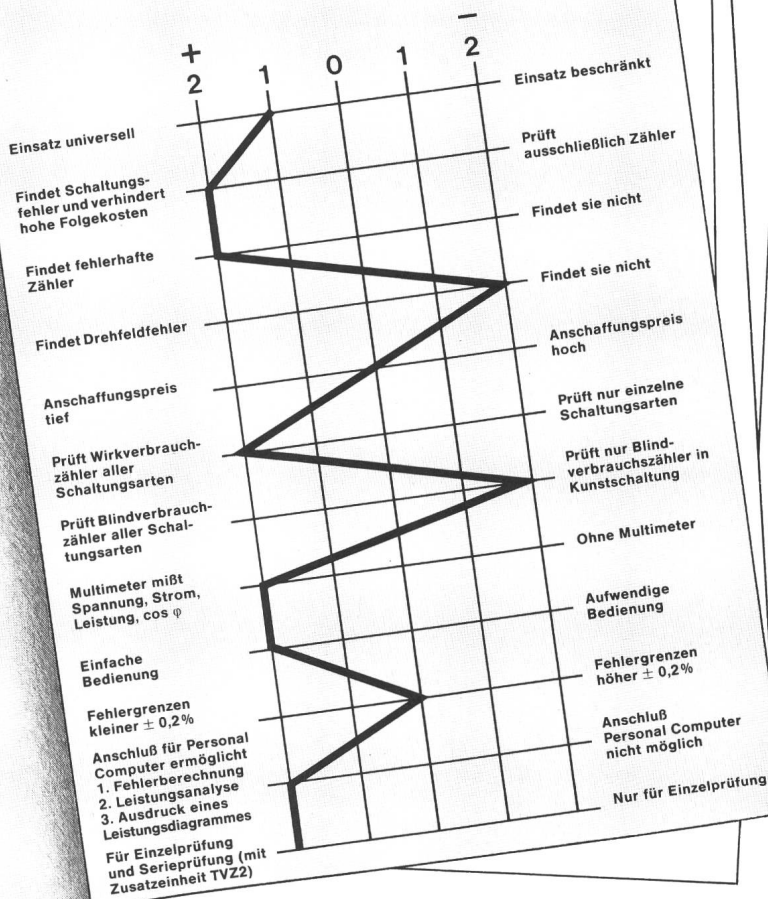 +
−
2
1
0
1
2
Einsatz universell
Einsatz beschränkt
Findet Schaltungs-
fehler und verhindert
hohe Folgekosten
Prüft
ausschließlich Zähler
Findet fehlerhafte
Zähler
Findet sie nicht
Findet Drehfeldfehler
Findet sie nicht
Anschaffungspreis
tief
Anschaffungspreis
hoch
Prüft Wirkverbrauch-
zähler aller
Schaltungsarten
Prüft nur einzelne
Schaltungsarten
Prüft Blindverbrauch-
zähler aller Schal-
tungsarten
Prüft nur Blind-
verbrauchszähler in
Kunstschaltung
Multimeter mißt
Spannung, Strom,
Leistung, cos φ
Ohne Multimeter
Einfache
Bedienung
Aufwendige
Bedienung
Fehlergrenzen
kleiner ± 0,2%
Fehlergrenzen
höher ± 0,2%
Anschluß für Personal
Computer ermöglicht
1. Fehlerberechnung
2. Leistungsanalyse
3. Ausdruck eines
Leistungsdiagrammes
Anschluß
Personal Computer
nicht möglich
Für Einzelprüfung
und Serieprüfung (mit
Zusatzeinheit TVZ2)
Nur für Einzelprüfung